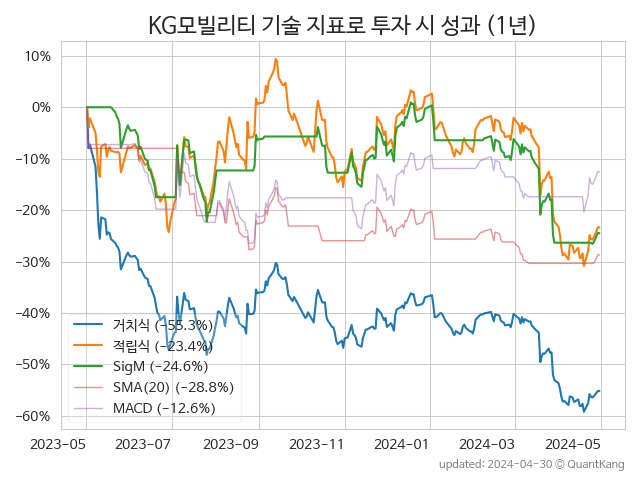 KG모빌리티 기술 지표로 투자 시 성과 (1년)
10%
0%
−10%
−20%
−30%
−40%
−50%
−60%
거치식 (−55.3%)
적립식 (−23.4%)
SigM (−24.6%)
SMA(20) (−28.8%)
MACD (−12.6%)
2023-05 2023-07 2023-09 2023-11 2024-01 2024-03 2024-05
updated: 2024-04-30 © QuantKang